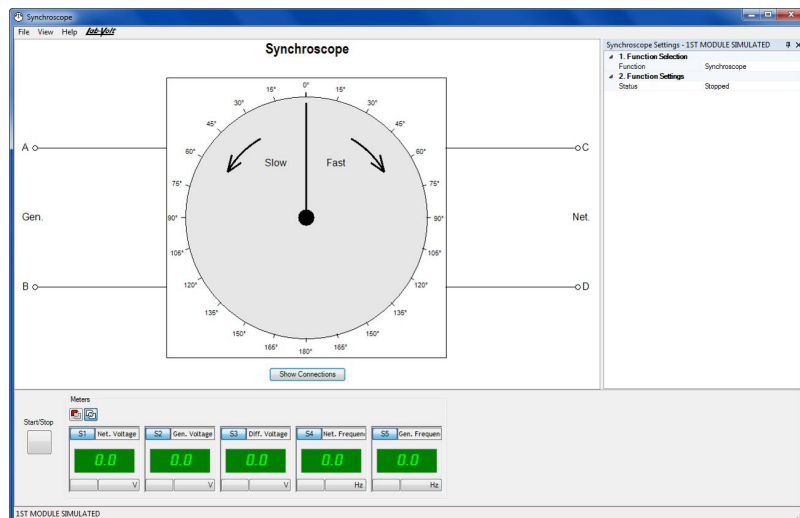 Synchroscope
File View Help Lab-Volt
Synchroscope
0°
15° 15°
30° 30°
45° 45°
60° 60°
75° 75°
90° 90°
105° 105°
120° 120°
135° 135°
150° 150°
165° 165°
180°
Slow Fast
A C
Gen. Net.
B D
Show Connections
Synchroscope Settings - 1ST MODULE SIMULATED
1. Function Selection
Function Synchroscope
2. Function Settings
Status Stopped
Start/Stop
Meters
S1 Net. Voltage S2 Gen. Voltage S3 Diff. Voltage S4 Net. Frequen S5 Gen. Frequen
0.0 0.0 0.0 0.0 0.0
V V V Hz Hz
1ST MODULE SIMULATED